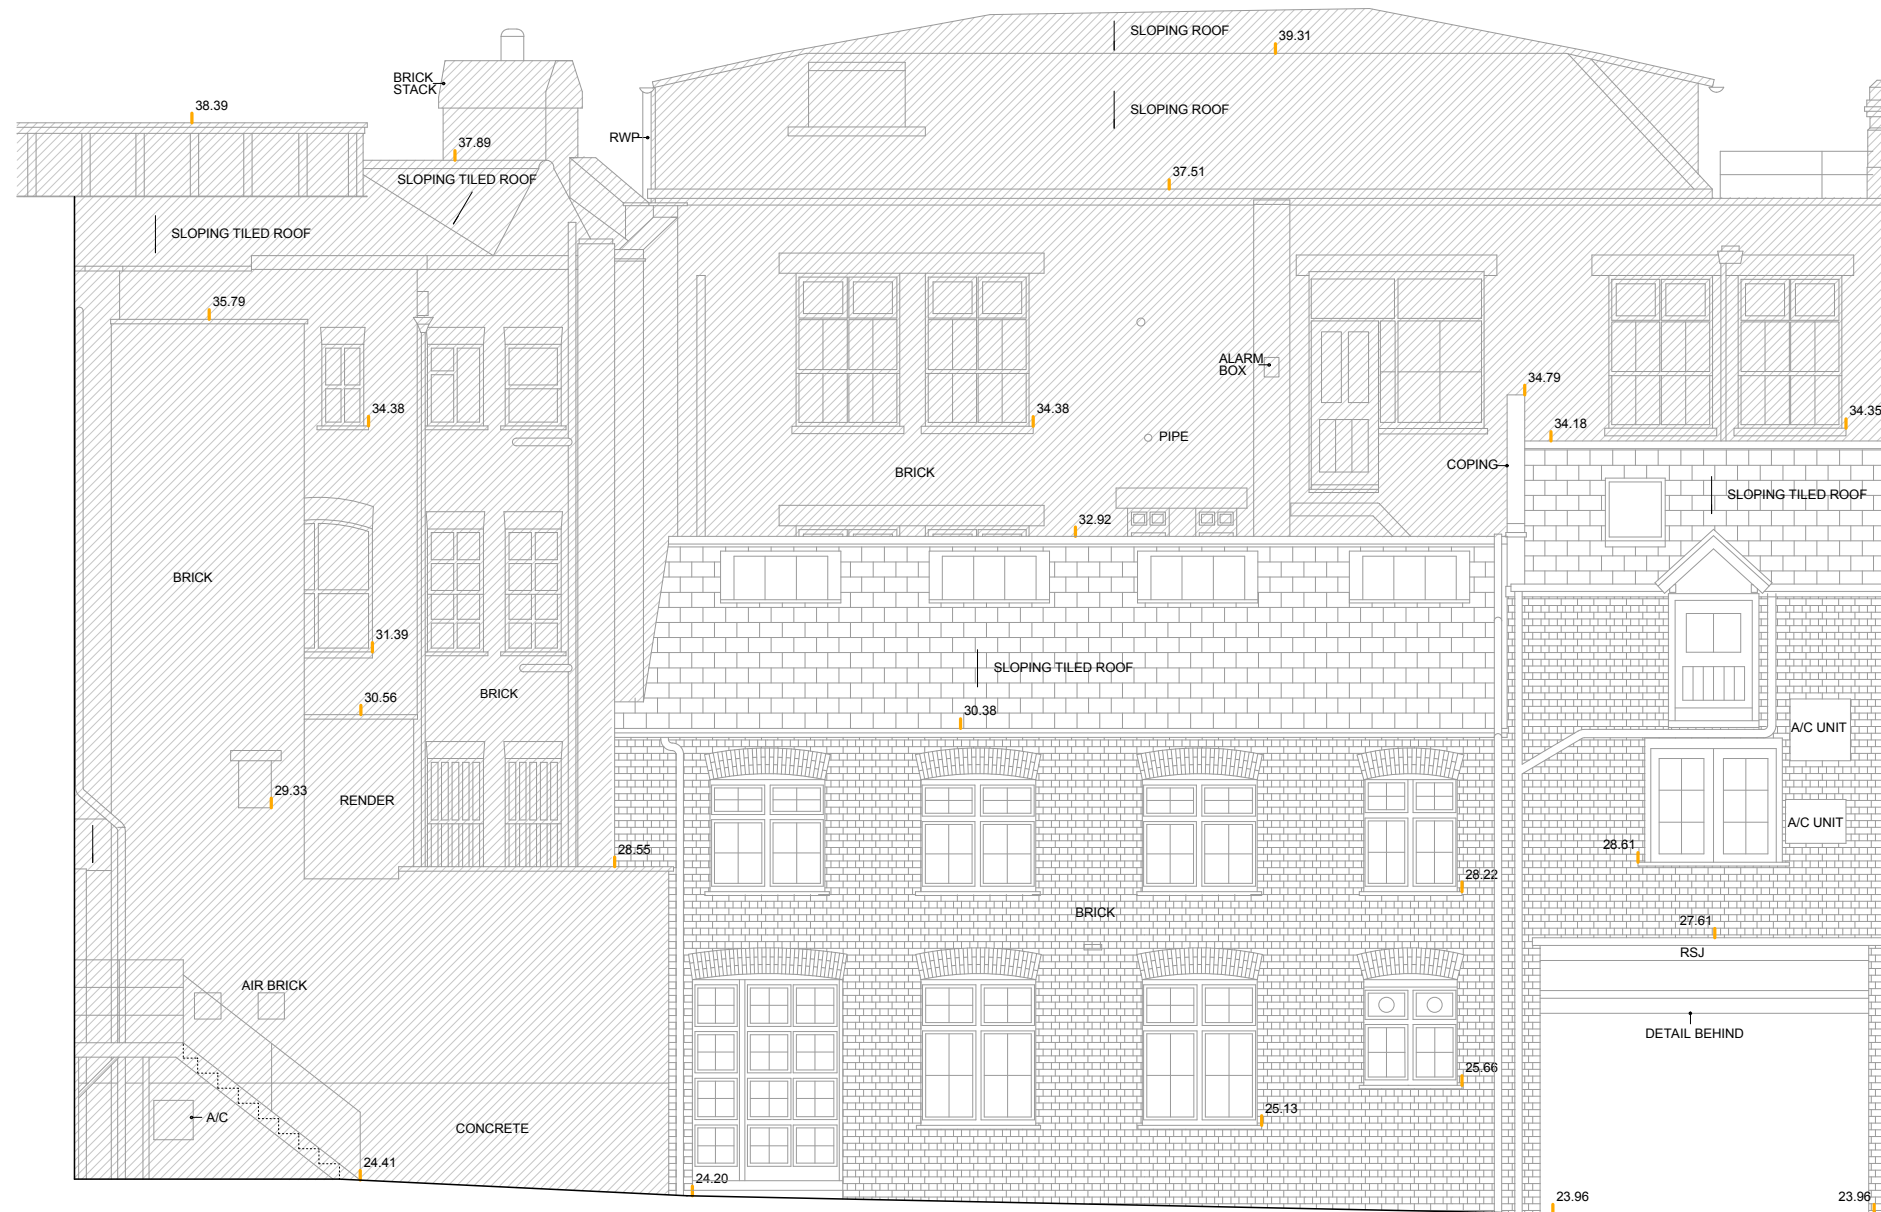 SLOPING ROOF
39.31
BRICK
STACK
38.39
SLOPING ROOF
RWP
37.89
SLOPING TILED ROOF
37.51
SLOPING TILED ROOF
35.79
ALARM
BOX
34.79
34.38
34.38
34.35
34.18
PIPE
BRICK
COPING
SLOPING TILED ROOF
32.92
BRICK
31.39
SLOPING TILED ROOF
BRICK
30.56
30.38
A/C UNIT
29.33
RENDER
A/C UNIT
28.55
28.61
28.22
BRICK
27.61
RSJ
AIR BRICK
DETAIL BEHIND
25.66
25.13
A/C
CONCRETE
24.41
24.20
23.96
23.96